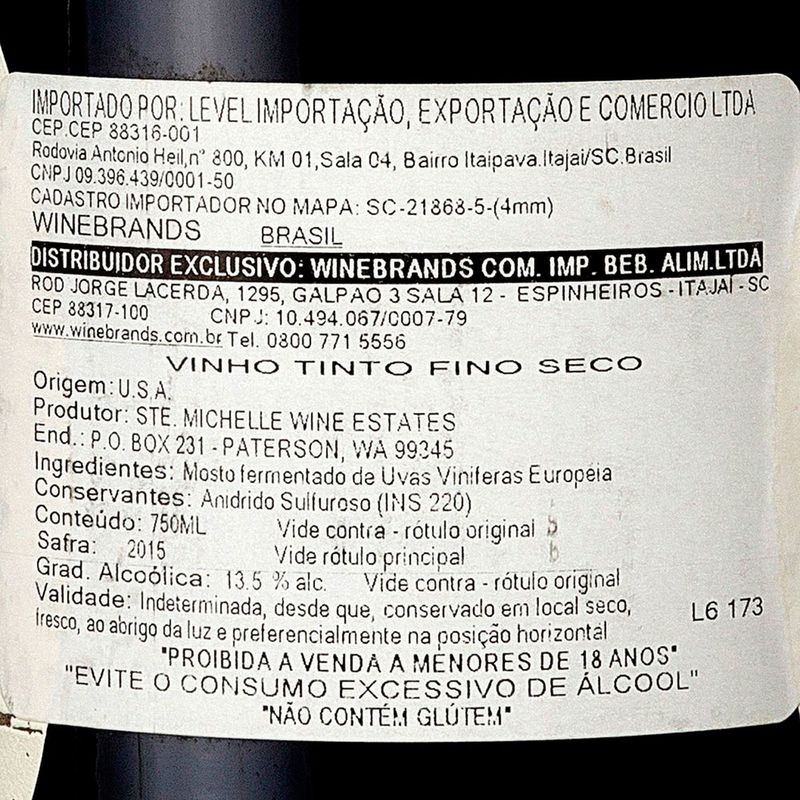 IMPORTADO POR: LEVEL IMPORTAÇÃO, EXPORTAÇÃO E COMERCIO LTDA
CEP.CEP 88316-001
Rodovia Antonio Heil,nº 800, KM 01,Sala 04, Bairro Itaipava.Itajaí/SC.Brasil
CNPJ 09.396.439/0001-50
CADASTRO IMPORTADOR NO MAPA: SC-21868-5-(4mm)
WINEBRANDS BRASIL
DISTRIBUIDOR EXCLUSIVO: WINEBRANDS COM. IMP. BEB. ALIM.LTDA
ROD JORGE LACERDA, 1295, GALPAO 3 SALA 12 - ESPINHEIROS - ITAJAÍ - SC
CEP 88317-100 CNPJ: 10.494.067/0007-79
www.winebrands.com.br Tel. 0800 771 5556
VINHO TINTO FINO SECO
Origem: U.S.A.
Produtor: STE. MICHELLE WINE ESTATES
End.: P.O. BOX 231 - PATERSON, WA 99345
Ingredientes: Mosto fermentado de Uvas Viniferas Européia
Conservantes: Anidrido Sulfuroso (INS 220)
Conteúdo: 750ML Vide contra - rótulo original
Safra: 2015 Vide rótulo principal
Grad. Alcoólica: 13.5 % alc. Vide contra - rótulo original
Validade: Indeterminada, desde que, conservado em local seco,
fresco, ao abrigo da luz e preferencialmente na posição horizontal
L6 173
"PROIBIDA A VENDA A MENORES DE 18 ANOS"
"EVITE O CONSUMO EXCESSIVO DE ÁLCOOL"
"NÃO CONTÉM GLÚTEM"